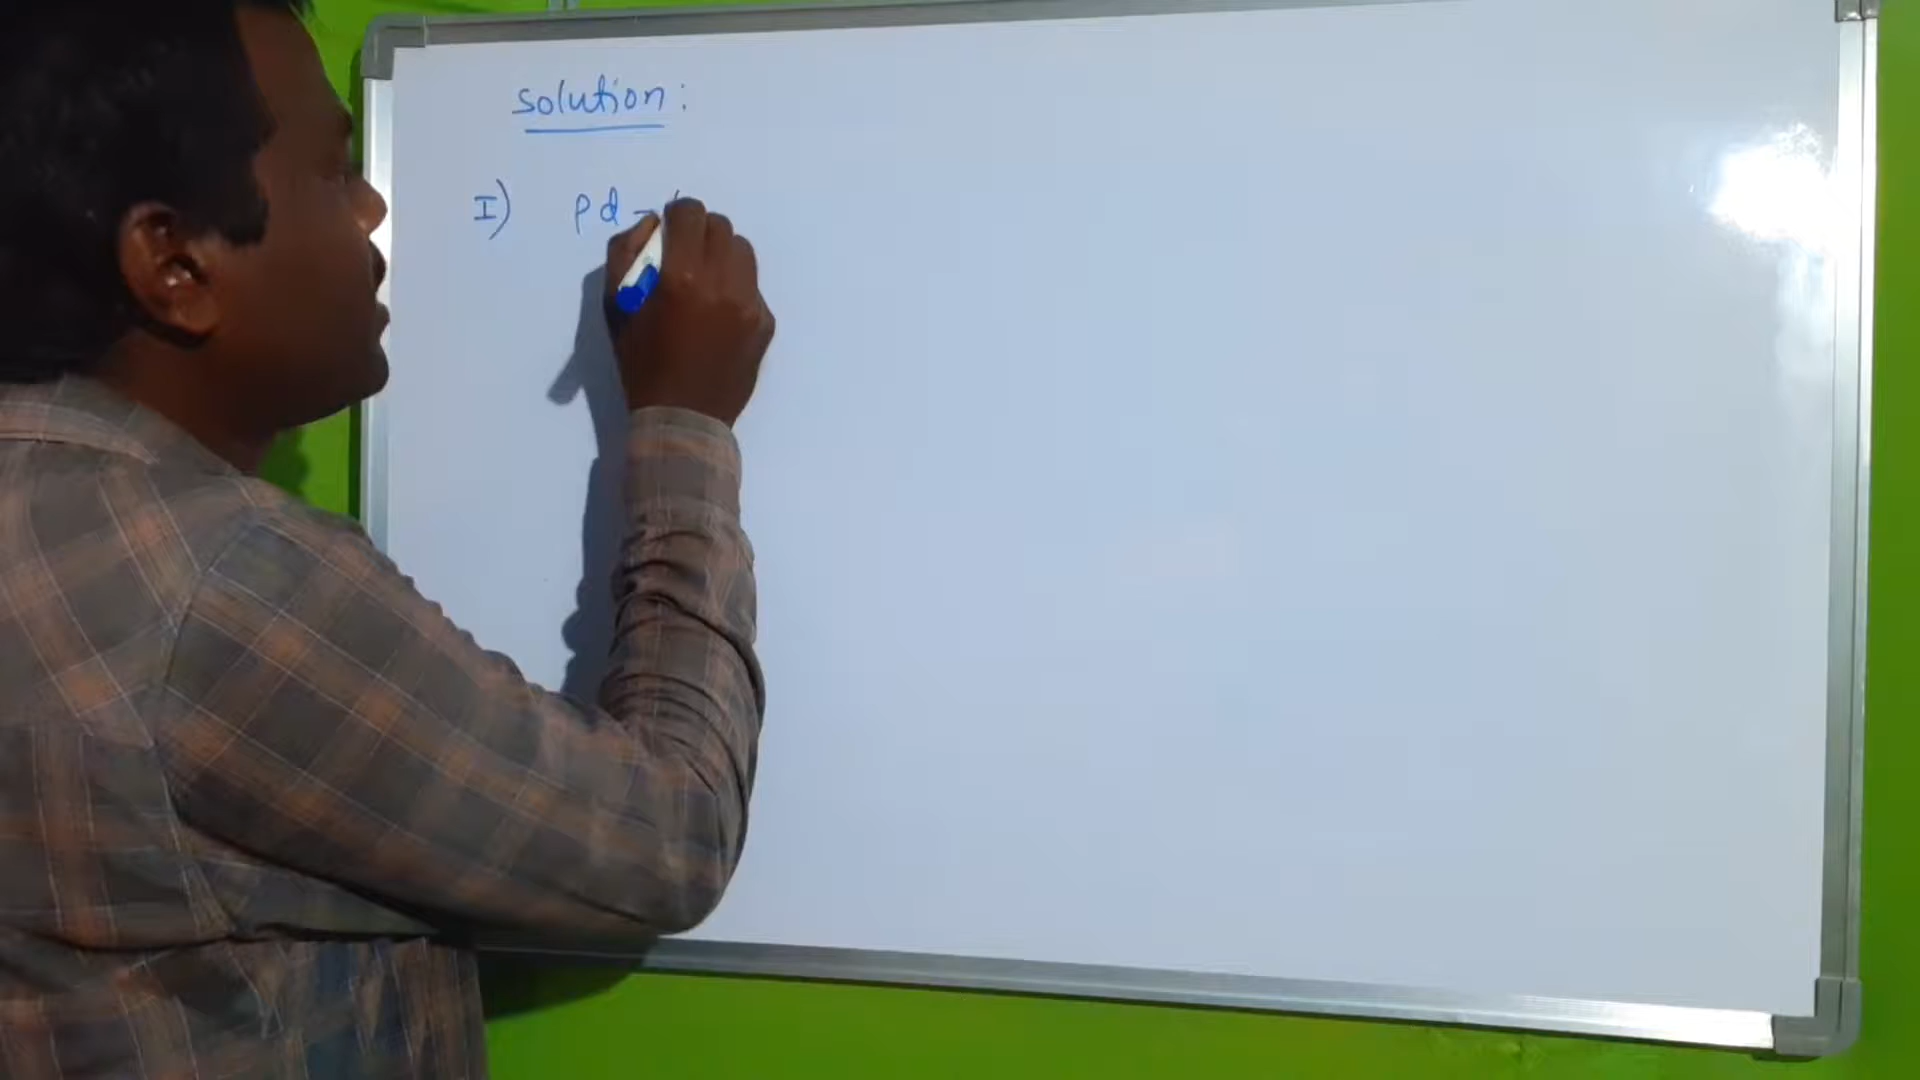 Solution :
I) Pd -